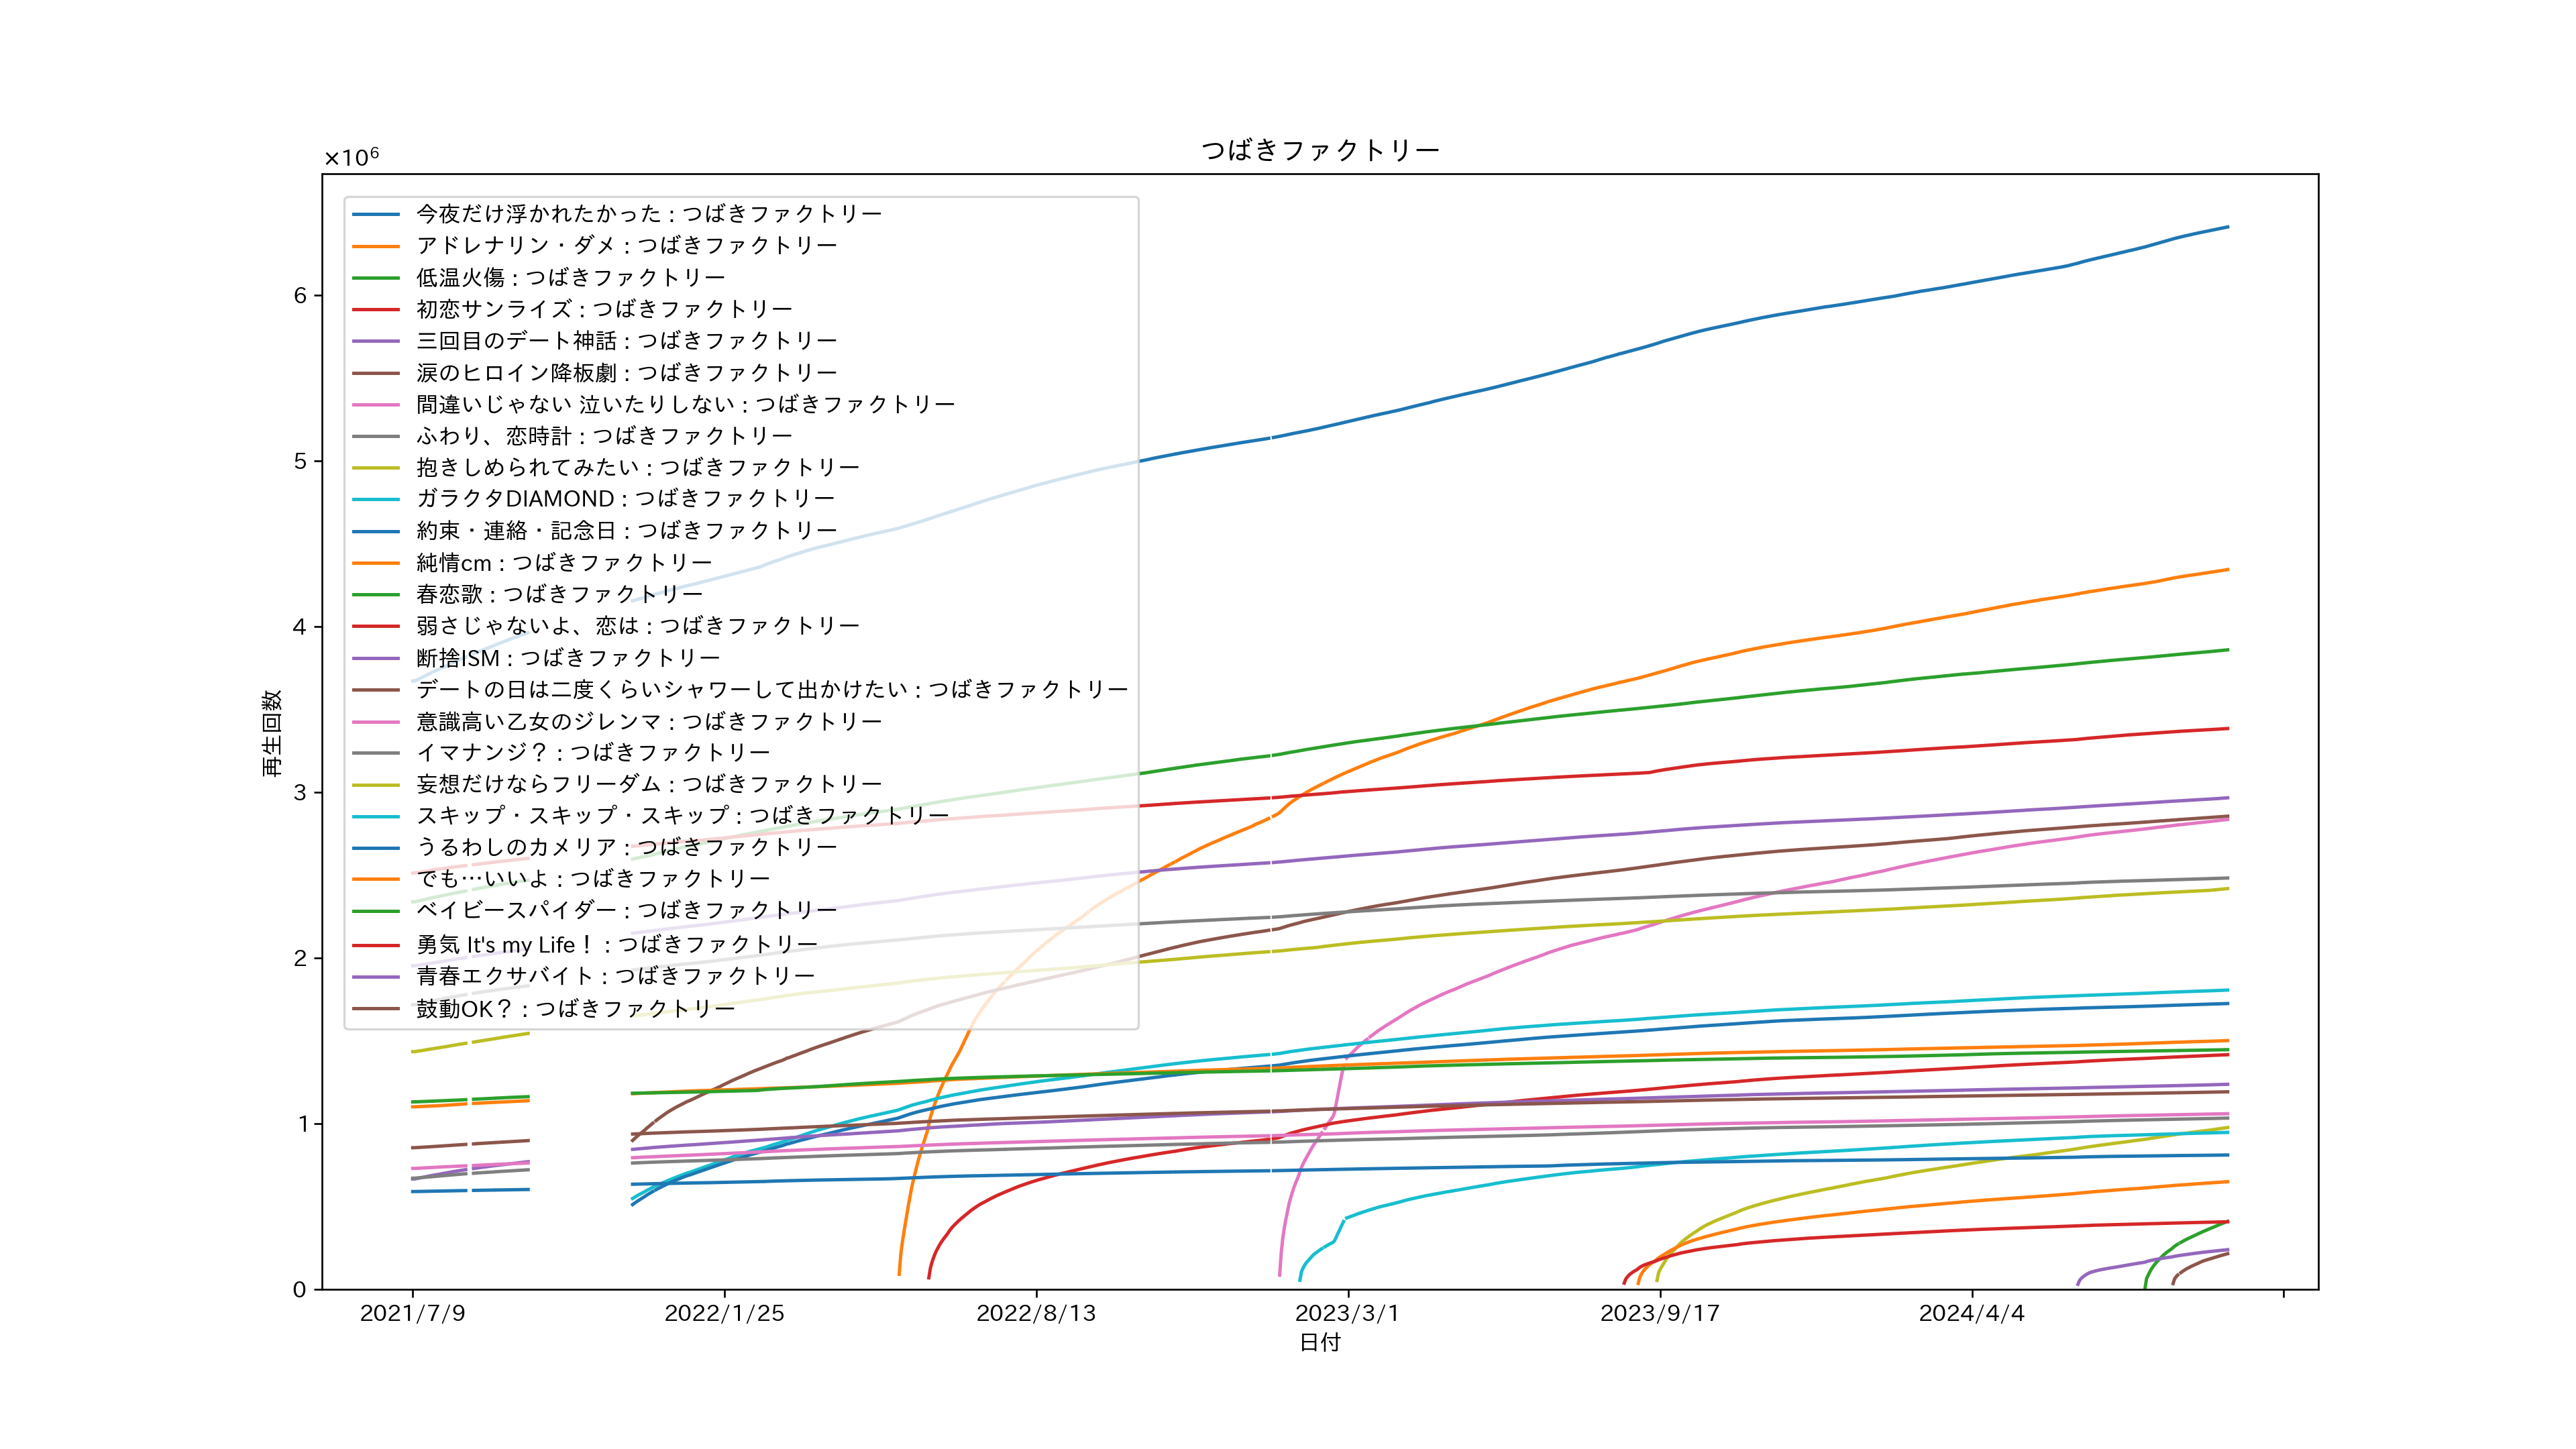 つばきファクトリー
×10⁶
今夜だけ浮かれたかった : つばきファクトリー
アドレナリン・ダメ : つばきファクトリー
低温火傷 : つばきファクトリー
初恋サンライズ : つばきファクトリー
三回目のデート神話 : つばきファクトリー
涙のヒロイン降板劇 : つばきファクトリー
間違いじゃない 泣いたりしない : つばきファクトリー
ふわり、恋時計 : つばきファクトリー
抱きしめられてみたい : つばきファクトリー
ガラクタDIAMOND : つばきファクトリー
約束・連絡・記念日 : つばきファクトリー
純情cm : つばきファクトリー
春恋歌 : つばきファクトリー
弱さじゃないよ、恋は : つばきファクトリー
断捨ISM : つばきファクトリー
デートの日は二度くらいシャワーして出かけたい : つばきファクトリー
意識高い乙女のジレンマ : つばきファクトリー
イマナンジ？ : つばきファクトリー
妄想だけならフリーダム : つばきファクトリー
スキップ・スキップ・スキップ : つばきファクトリー
うるわしのカメリア : つばきファクトリー
でも…いいよ : つばきファクトリー
ベイビースパイダー : つばきファクトリー
勇気 It's my Life！ : つばきファクトリー
青春エクサバイト : つばきファクトリー
鼓動OK？ : つばきファクトリー
6
5
4
3
2
1
0
再生回数
2021/7/9
2022/1/25
2022/8/13
2023/3/1
2023/9/17
2024/4/4
日付